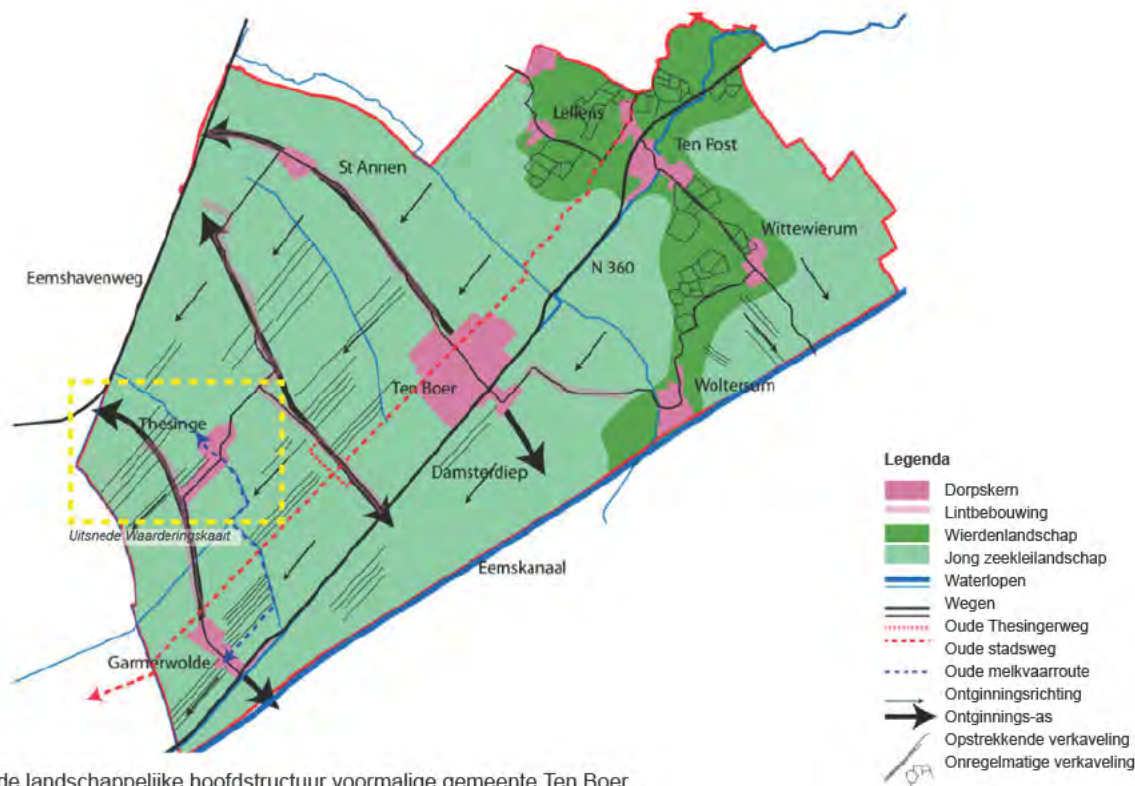 Lellens
Ten Post
St Annen
Wittewierum
Eemshavenweg
N 360
Ten Boer
Woltersum
Thesinge
Damsterdiep
Uitsnede Waarderingskaait
Eemskanaal
Garmerwolde
Legenda
Dorpskern
Lintbebouwing
Wierdenlandschap
Jong zeekleilandschap
Waterlopen
Wegen
Oude Thesingerweg
Oude stadsweg
Oude melkvaarroute
Ontginningsrichting
Ontginnings-as
Opstrekkende verkaveling
Onregelmatige verkaveling
de landschappelijke hoofdstructuur voormalige gemeente Ten Boer